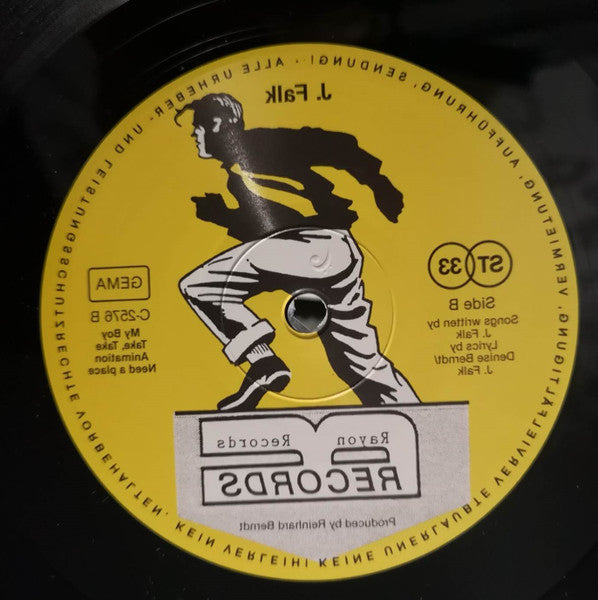 ALLE URHEBER- UND LEISTUNGSSCHUTZRECHTE VORBEHALTEN. KEIN VERLEIH! KEINE UNERLAUBTE VERVIELFÄLTIGUNG, VERMIETUNG, AUFFÜHRUNG, SENDUNG! ·
J. Falk
ST 33
Side B
Songs written by
J. Falk
Lyrics by
Denise Berndt/
J. Falk
GEMA
C-2576 B
My Boy
Take, Take
Animation
Need a place
Rayon Records
RECORDS
Produced by Reinhard Berndt